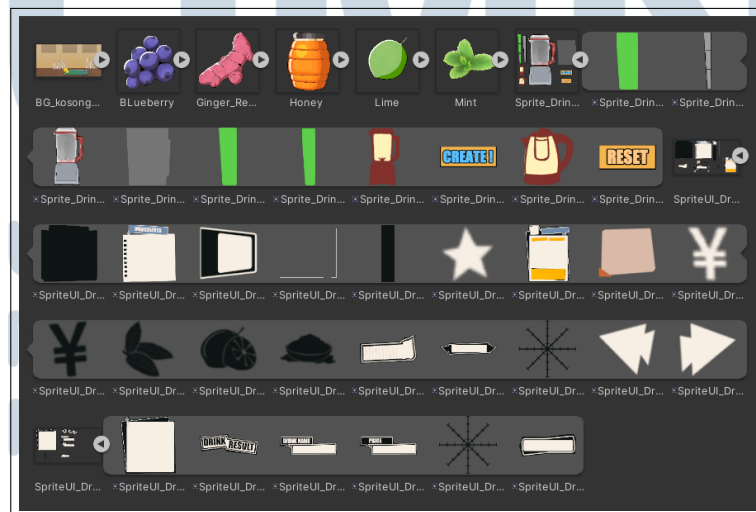 BG_kosong... BLueberry Ginger_Re... Honey Lime Mint Sprite_Drin... Sprite_Drin... Sprite_Drin...
CREATE! RESET
Sprite_Drin... Sprite_Drin... Sprite_Drin... Sprite_Drin... Sprite_Drin... Sprite_Drin... Sprite_Drin... Sprite_Drin... SpriteUI_Dr...
INGREDIENTS
SpriteUI_Dr... SpriteUI_Dr... SpriteUI_Dr... SpriteUI_Dr... SpriteUI_Dr... SpriteUI_Dr... SpriteUI_Dr... SpriteUI_Dr... SpriteUI_Dr...
SpriteUI_Dr... SpriteUI_Dr... SpriteUI_Dr... SpriteUI_Dr... SpriteUI_Dr... SpriteUI_Dr... SpriteUI_Dr... SpriteUI_Dr... SpriteUI_Dr...
DRINK RESULT DRINK NAME PRICE
SpriteUI_Dr... SpriteUI_Dr... SpriteUI_Dr... SpriteUI_Dr... SpriteUI_Dr... SpriteUI_Dr... SpriteUI_Dr...